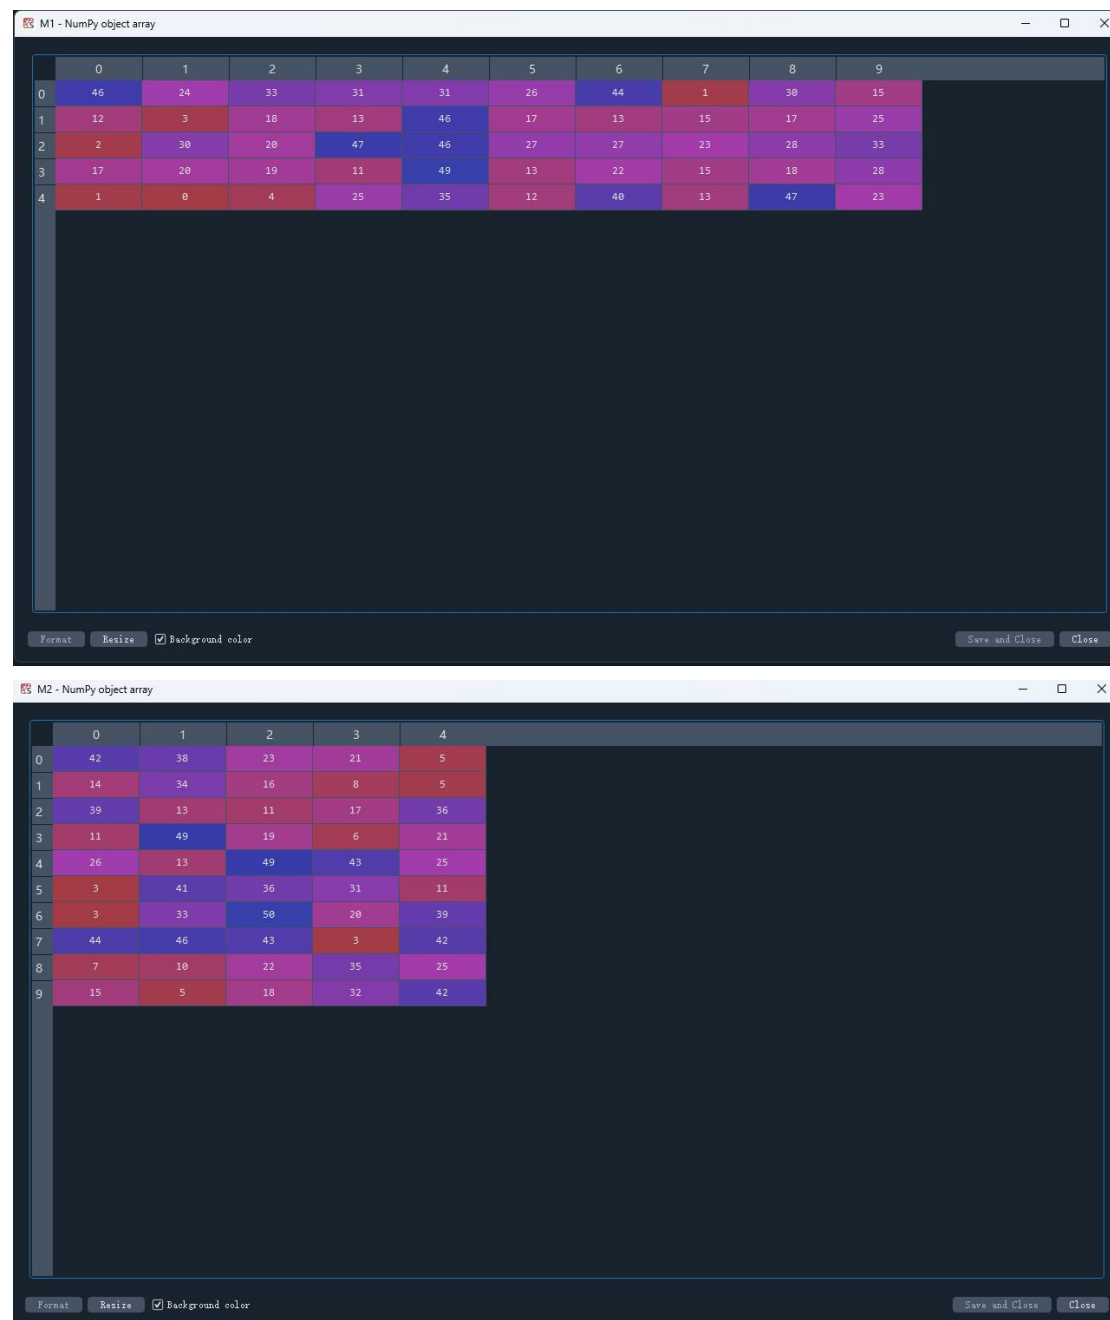 M1 - NumPy object array
0 1 2 3 4 5 6 7 8 9
0 46 24 33 31 31 26 44 1 30 15
1 12 3 18 13 46 17 13 15 17 25
2 2 30 20 47 46 27 27 23 28 33
3 17 20 19 11 49 13 22 15 18 28
4 1 0 4 25 35 12 40 13 47 23
Format Resize Background color Save and Close Close
M2 - NumPy object array
0 1 2 3 4
0 42 38 23 21 5
1 14 34 16 8 5
2 39 13 11 17 36
3 11 49 19 6 21
4 26 13 49 43 25
5 3 41 36 31 11
6 3 33 50 20 39
7 44 46 43 3 42
8 7 10 22 35 25
9 15 5 18 32 42
Format Resize Background color Save and Close Close